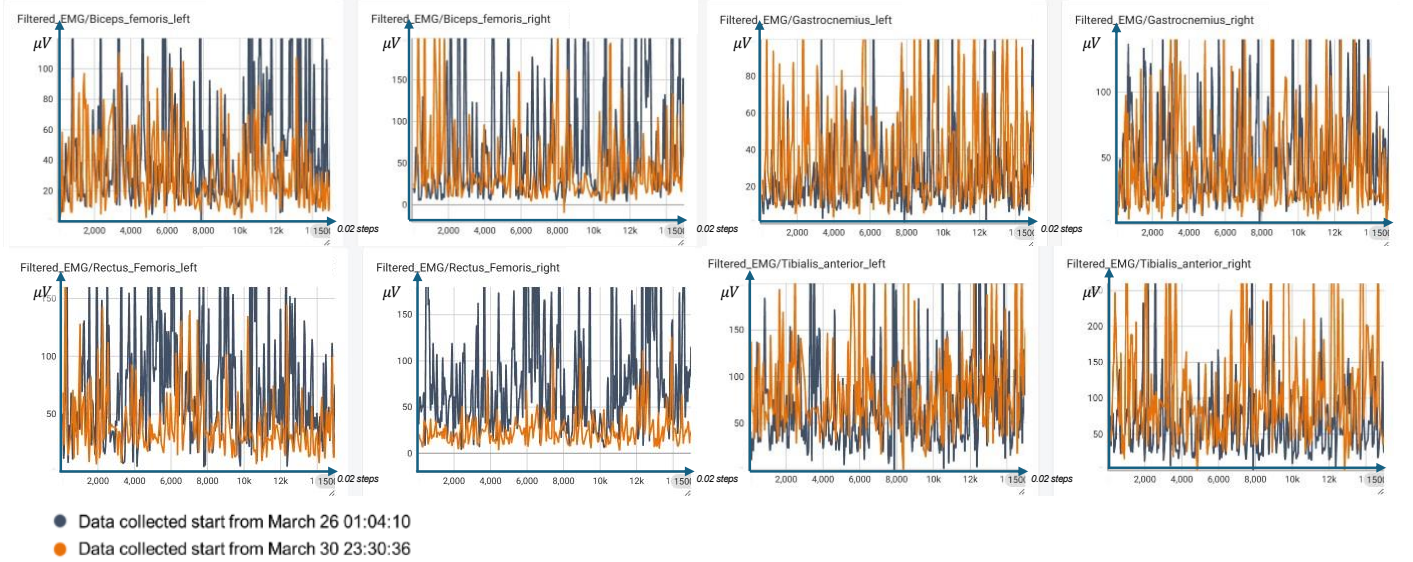 Filtered_EMG/Biceps_femoris_left
Filtered_EMG/Biceps_femoris_right
Filtered_EMG/Gastrocnemius_left
Filtered_EMG/Gastrocnemius_right
μV
μV
μV
μV
100
80
60
40
20
150
100
50
0
80
60
40
20
100
50
2,000 4,000 6,000 8,000 10k 12k 1500 0.02 steps
2,000 4,000 6,000 8,000 10k 12k 1500 0.02 steps
2,000 4,000 6,000 8,000 10k 12k 1500 0.02 steps
2,000 4,000 6,000 8,000 10k 12k
Filtered_EMG/Rectus_Femoris_left
Filtered_EMG/Rectus_Femoris_right
Filtered_EMG/Tibialis_anterior_left
Filtered_EMG/Tibialis_anterior_right
μV
μV
μV
μV
150
100
50
150
100
50
0
150
100
50
200
150
100
50
2,000 4,000 6,000 8,000 10k 12k 1500 0.02 steps
2,000 4,000 6,000 8,000 10k 12k 1500 0.02 steps
2,000 4,000 6,000 8,000 10k 12k 1500 0.02 steps
2,000 4,000 6,000 8,000 10k 12k
Data collected start from March 26 01:04:10
Data collected start from March 30 23:30:36